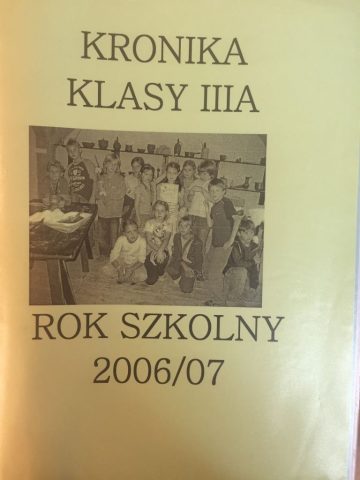 KRONIKA
KLASY IIIA
ROK SZKOLNY
2006/07